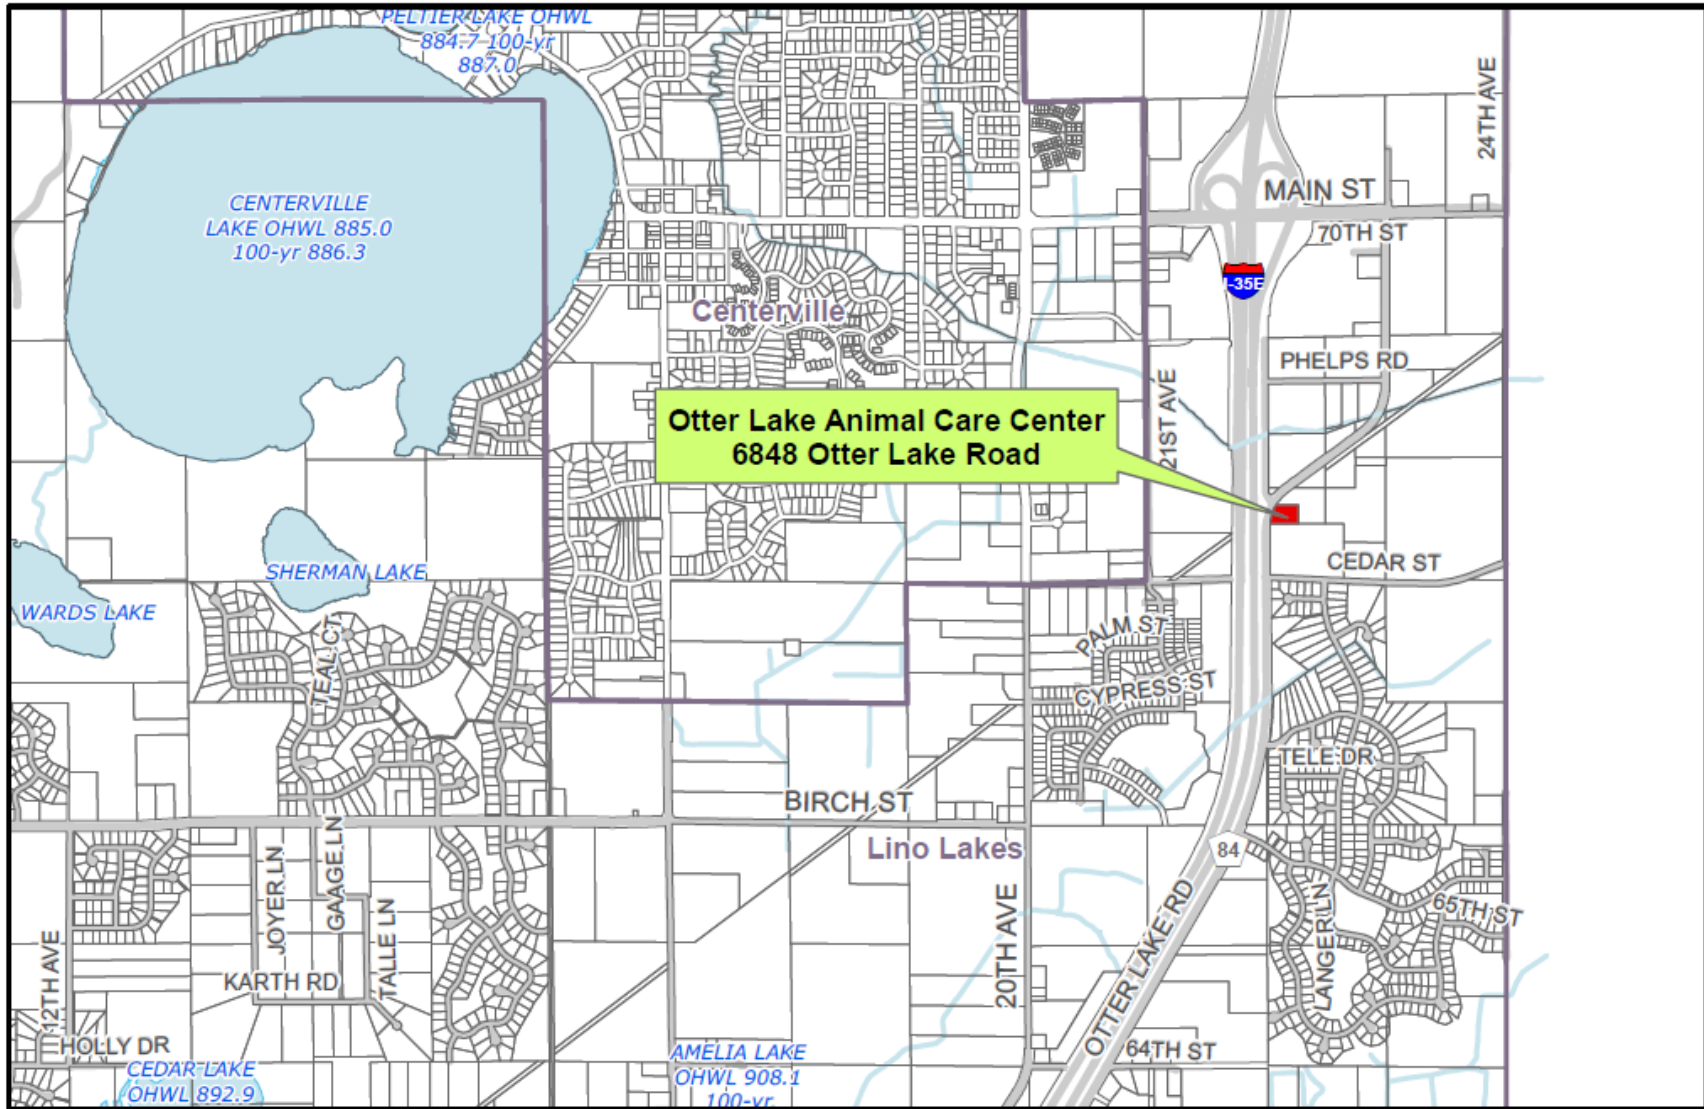 PELTIER LAKE OHWL
884.7 100-yr
887.0
24TH AVE
MAIN ST
CENTERVILLE
LAKE OHWL 885.0
100-yr 886.3
70TH ST
I-35E
Centerville
PHELPS RD
21ST AVE
Otter Lake Animal Care Center
6848 Otter Lake Road
CEDAR ST
SHERMAN LAKE
WARDS LAKE
TEAL CT
PALM ST
CYPRESS ST
TELE DR
BIRCH ST
Lino Lakes
84
JOYER LN
GAAGE LN
TALLE LN
20TH AVE
OTTER LAKE RD
LANGER LN
65TH ST
12TH AVE
KARTH RD
HOLLY DR
64TH ST
CEDAR LAKE
OHWL 892.9
AMELIA LAKE
OHWL 908.1
100-yr